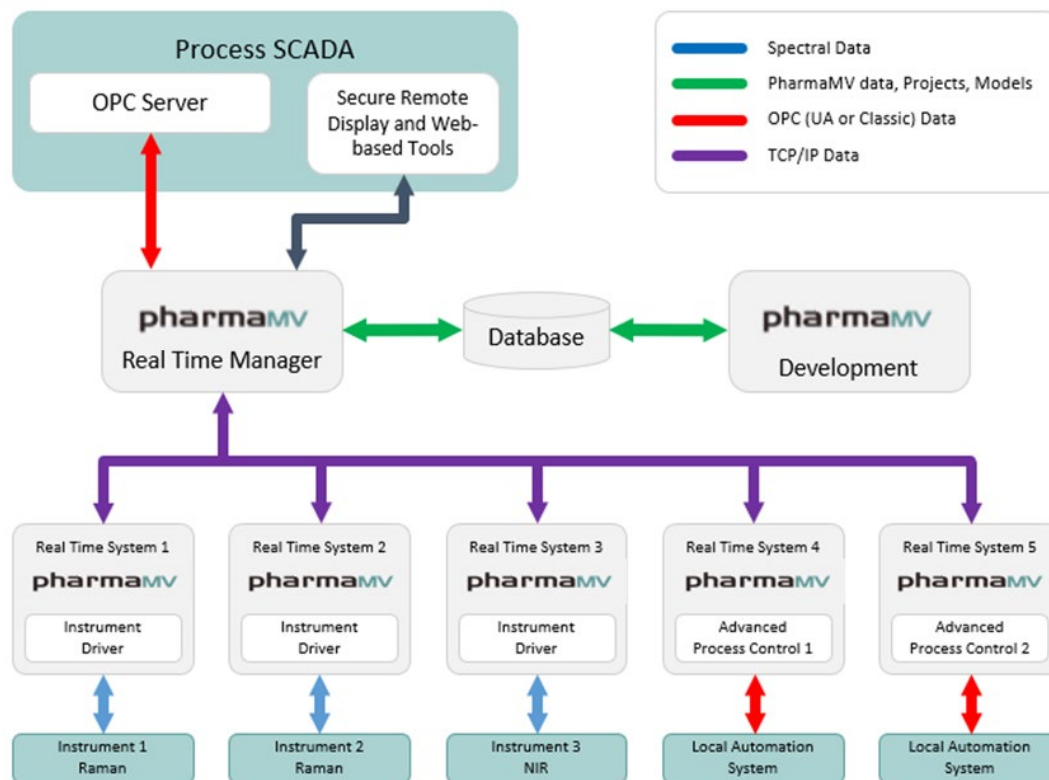 Process SCADA
OPC Server
Secure Remote
Display and Web-
based Tools
Spectral Data
PharmaMV data, Projects, Models
OPC (UA or Classic) Data
TCP/IP Data
pharmaMV
Real Time Manager
Database
pharmaMV
Development
Real Time System 1
pharmaMV
Instrument
Driver
Real Time System 2
pharmaMV
Instrument
Driver
Real Time System 3
pharmaMV
Instrument
Driver
Real Time System 4
pharmaMV
Advanced
Process Control 1
Real Time System 5
pharmaMV
Advanced
Process Control 2
Instrument 1
Raman
Instrument 2
Raman
Instrument 3
NIR
Local Automation
System
Local Automation
System